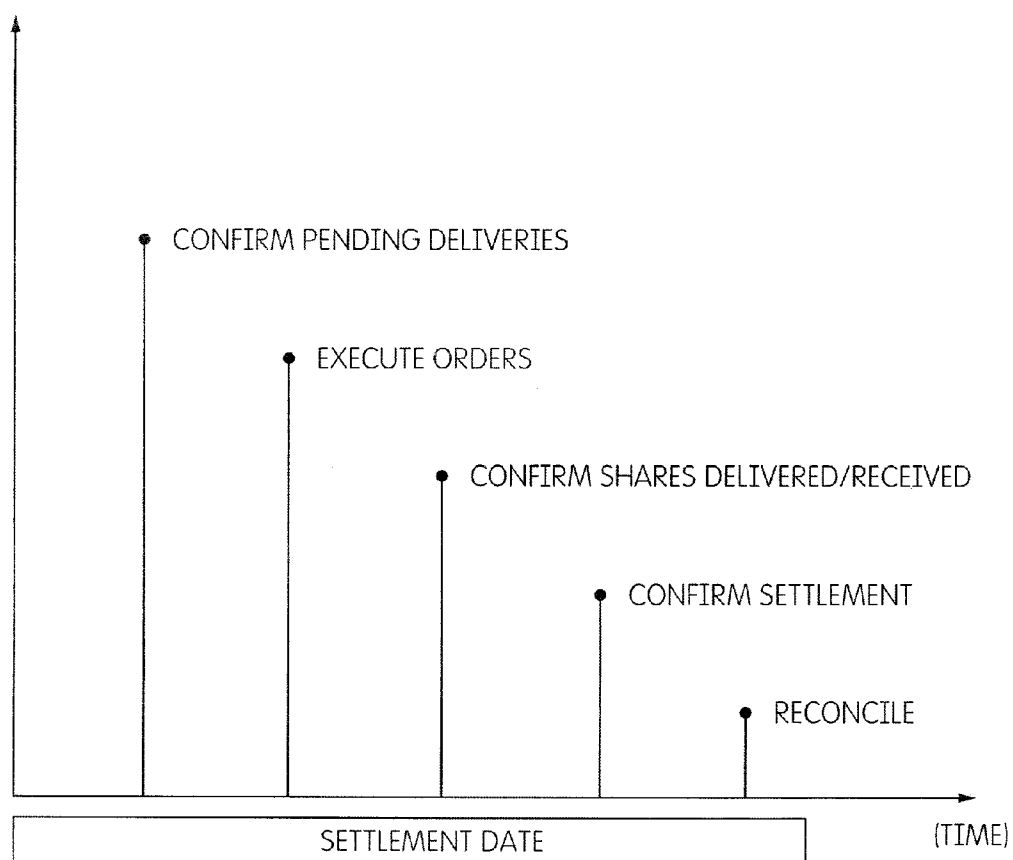 CONFIRM PENDING DELIVERIES
EXECUTE ORDERS
CONFIRM SHARES DELIVERED/RECEIVED
CONFIRM SETTLEMENT
RECONCILE
SETTLEMENT DATE
(TIME)